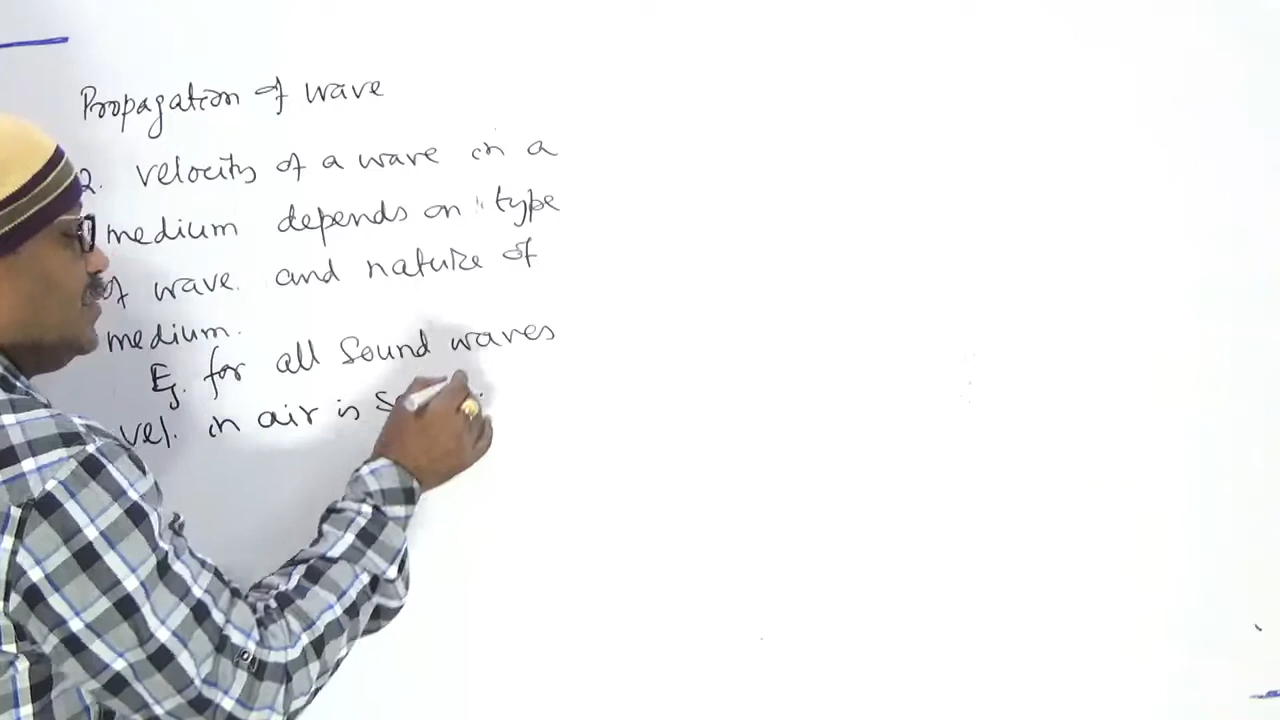 Propagation of wave
2. velocity of a wave in a
medium depends on type
of wave and nature of
medium.
Eg. for all sound waves
vel. in air is